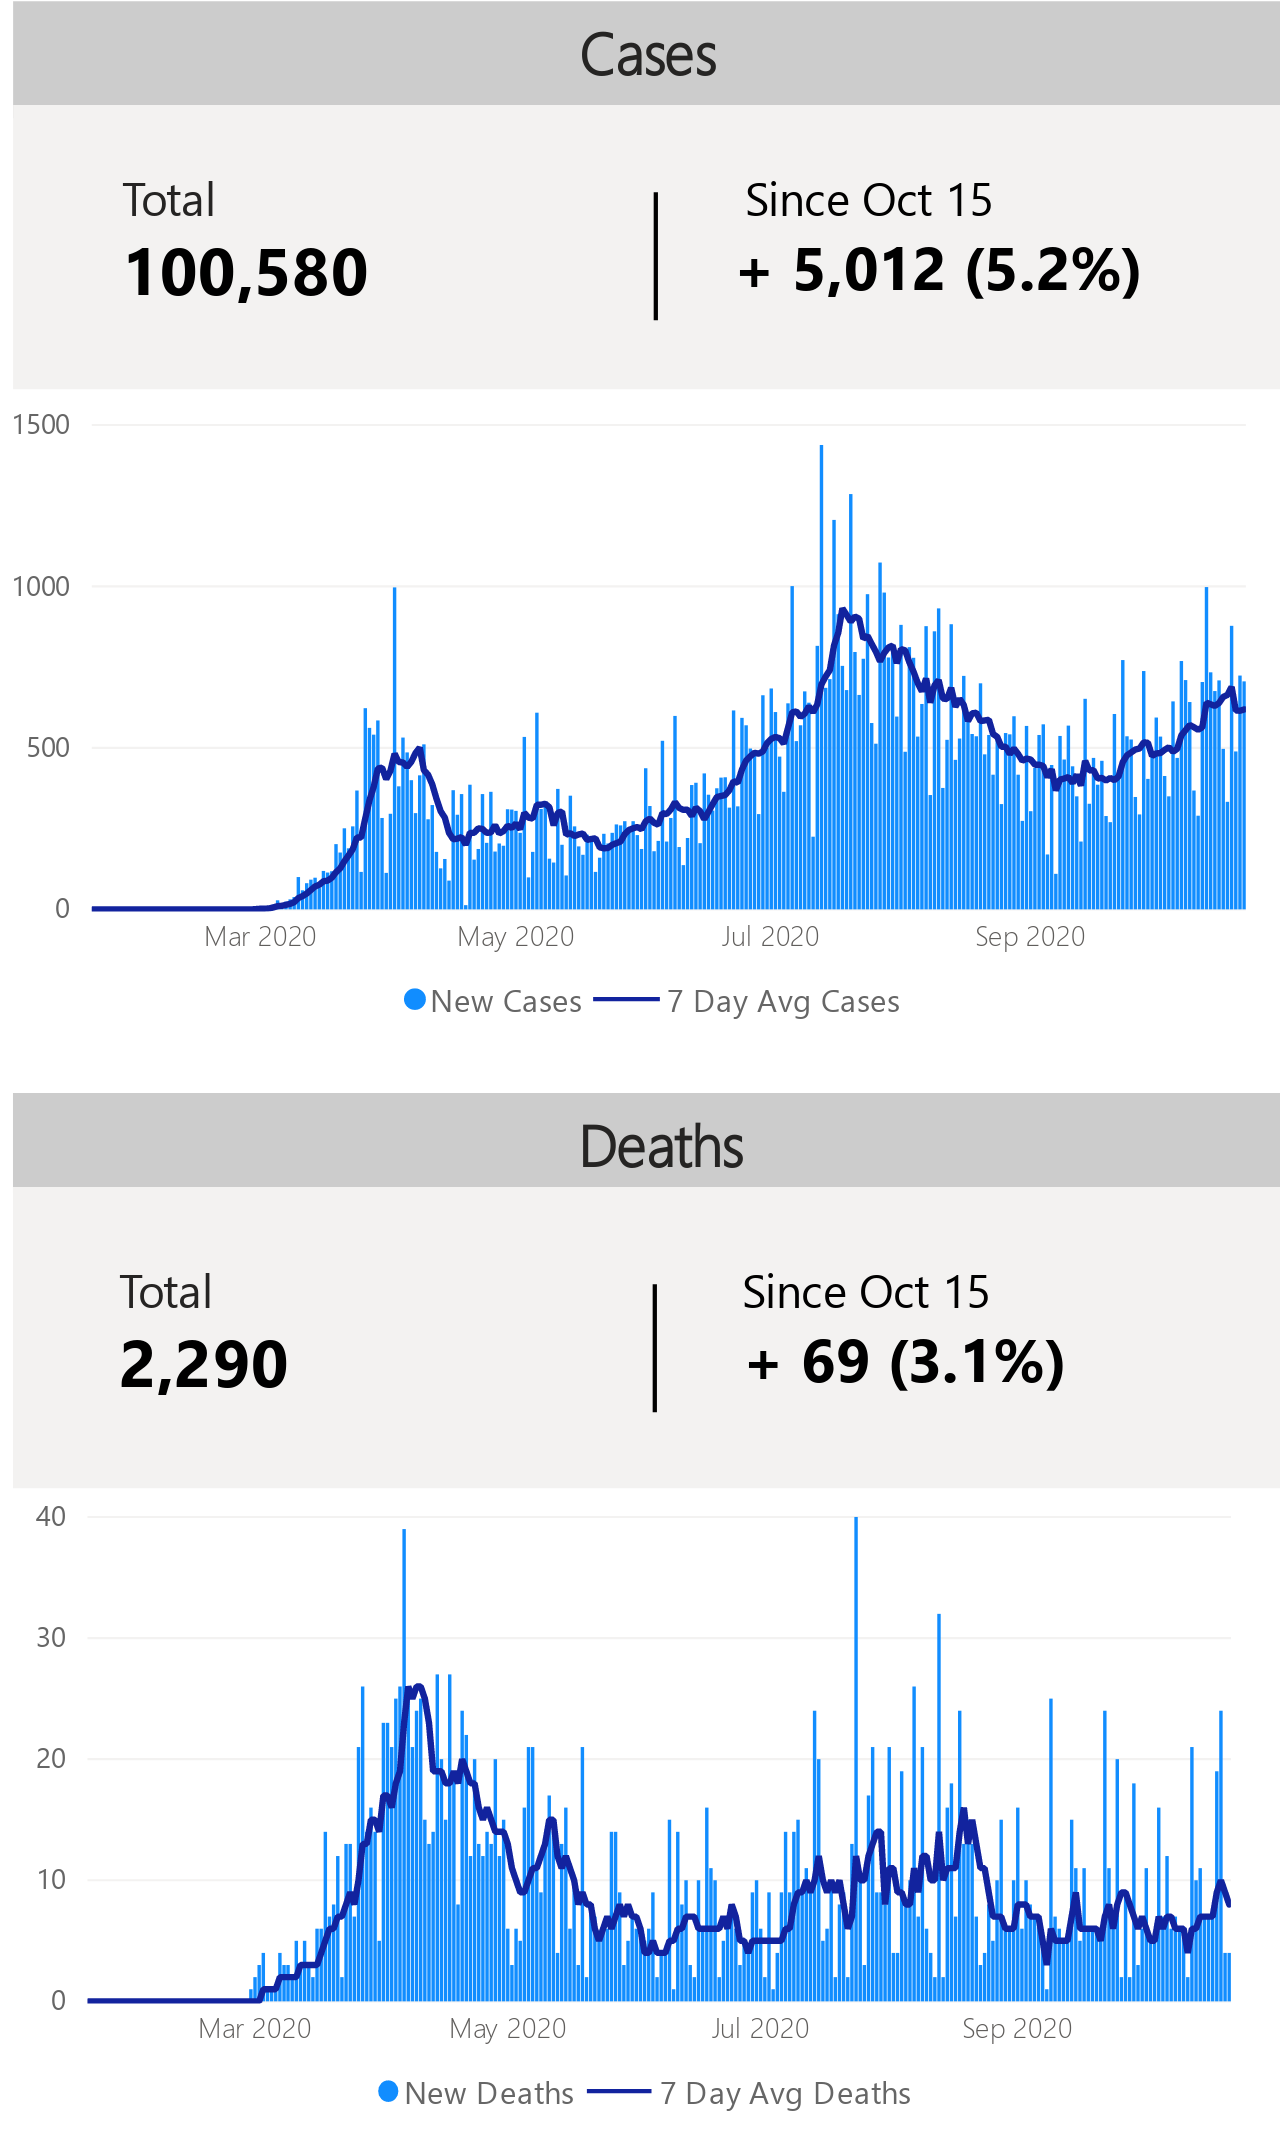 Cases
Total
Since Oct 15
100,580
+ 5,012 (5.2%)
1500
1000
500
0
Mar 2020
May 2020
Jul 2020
Sep 2020
New Cases
7 Day Avg Cases
Deaths
Total
Since Oct 15
2,290
+ 69 (3.1%)
40
30
20
10
0
Mar 2020
May 2020
Jul 2020
Sep 2020
New Deaths
7 Day Avg Deaths